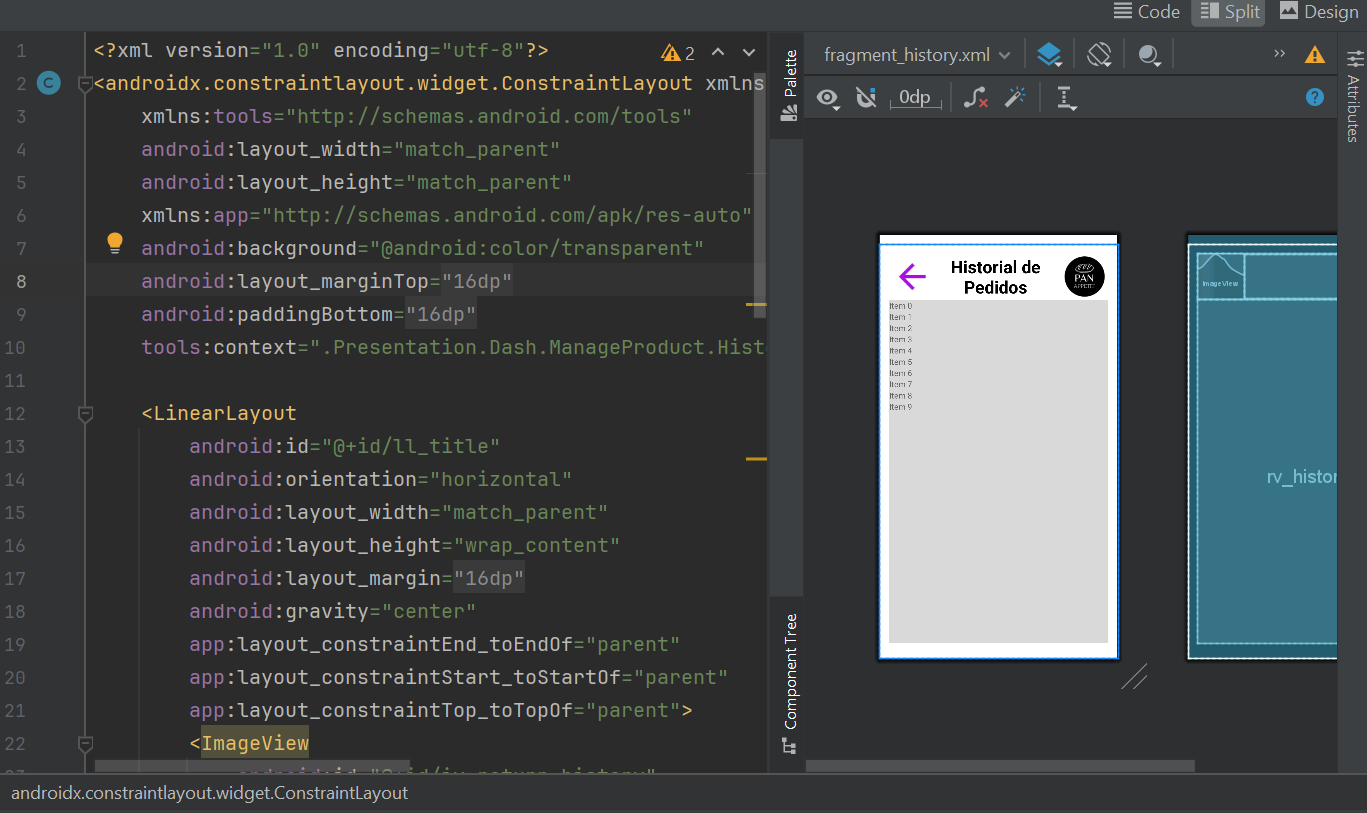 Code Split Design
1 <?xml version="1.0" encoding="utf-8"?> 2
2 C <androidx.constraintlayout.widget.ConstraintLayout xmlns
3 xmlns:tools="http://schemas.android.com/tools"
4 android:layout_width="match_parent"
5 android:layout_height="match_parent"
6 xmlns:app="http://schemas.android.com/apk/res-auto"
7 android:background="@android:color/transparent"
8 android:layout_marginTop="16dp"
9 android:paddingBottom="16dp"
10 tools:context=".Presentation.Dash.ManageProduct.Hist
11
12 <LinearLayout
13 android:id="@+id/ll_title"
14 android:orientation="horizontal"
15 android:layout_width="match_parent"
16 android:layout_height="wrap_content"
17 android:layout_margin="16dp"
18 android:gravity="center"
19 app:layout_constraintEnd_toEndOf="parent"
20 app:layout_constraintStart_toStartOf="parent"
21 app:layout_constraintTop_toTopOf="parent">
22 <ImageView
23 android:id="@+id/iv_return_history"
androidx.constraintlayout.widget.ConstraintLayout
Palette
Component Tree
fragment_history.xml »
0dp ?
Attributes
Historial de
Pedidos
PAN
APPETIT
Item 0
Item 1
Item 2
Item 3
Item 4
Item 5
Item 6
Item 7
Item 8
Item 9
ImageView
rv_histor